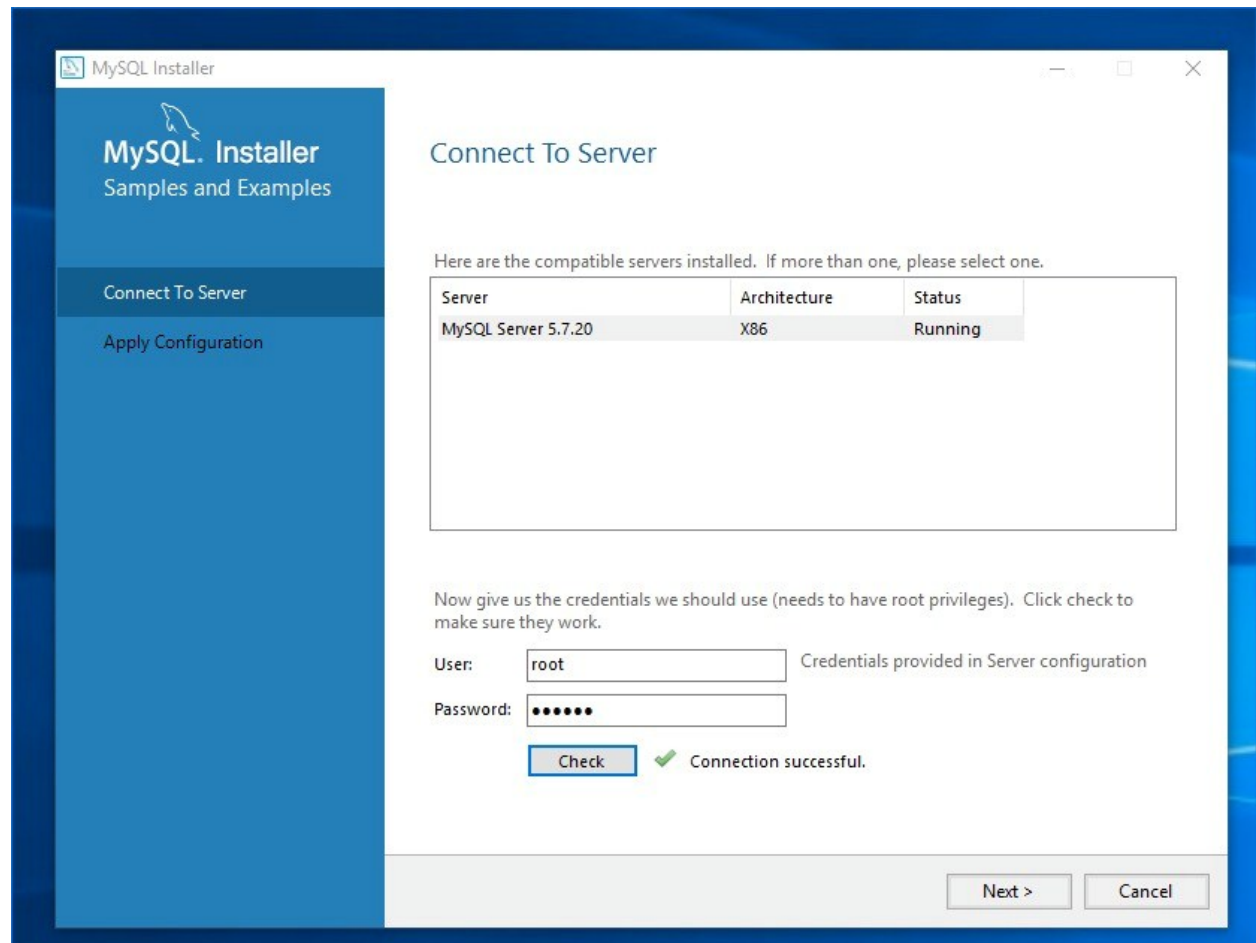 MySQL Installer
MySQL. Installer
Samples and Examples
Connect To Server
Apply Configuration
Connect To Server
Here are the compatible servers installed. If more than one, please select one.
Server Architecture Status
MySQL Server 5.7.20 X86 Running
Now give us the credentials we should use (needs to have root privileges). Click check to
make sure they work.
User: root Credentials provided in Server configuration
Password: ●●●●●●
Check Connection successful.
Next > Cancel